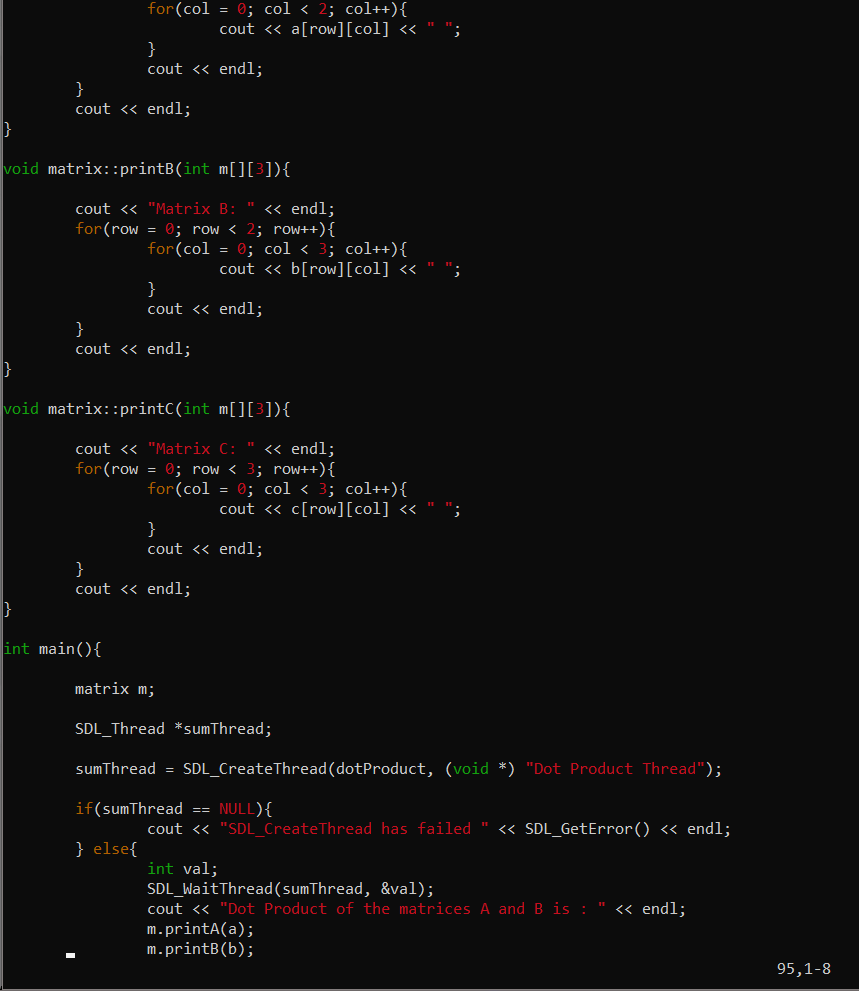 for(col = 0; col < 2; col++){
                        cout << a[row][col] << " ";
                }
                cout << endl;
        }
        cout << endl;
}

void matrix::printB(int m[][3]){

        cout << "Matrix B: " << endl;
        for(row = 0; row < 2; row++){
                for(col = 0; col < 3; col++){
                        cout << b[row][col] << " ";
                }
                cout << endl;
        }
        cout << endl;
}

void matrix::printC(int m[][3]){

        cout << "Matrix C: " << endl;
        for(row = 0; row < 3; row++){
                for(col = 0; col < 3; col++){
                        cout << c[row][col] << " ";
                }
                cout << endl;
        }
        cout << endl;
}

int main(){

        matrix m;

        SDL_Thread *sumThread;

        sumThread = SDL_CreateThread(dotProduct, (void *) "Dot Product Thread");

        if(sumThread == NULL){
                cout << "SDL_CreateThread has failed " << SDL_GetError() << endl;
        } else{
                int val;
                SDL_WaitThread(sumThread, &val);
                cout << "Dot Product of the matrices A and B is : " << endl;
                m.printA(a);
                m.printB(b);
95,1-8